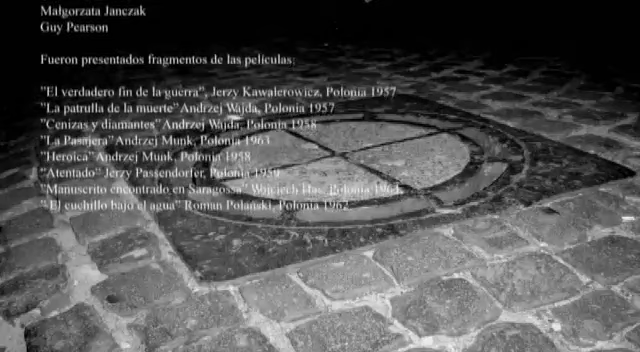 Małgorzata Janczak
Guy Pearson
Fueron presentados fragmentos de las películas:
"El verdadero fin de la guerra", Jerzy Kawalerowicz, Polonia 1957
"La patrulla de la muerte" Andrzej Wajda, Polonia 1957
"Cenizas y diamantes" Andrzej Wajda, Polonia 1958
"La Pasajera" Andrzej Munk, Polonia 1963
"Heroica" Andrzej Munk, Polonia 1958
"Atentado" Jerzy Passendorfer, Polonia 1959
"Manuscrito encontrado en Saragossa" Wojciech Has, Polonia
"El cuchillo bajo el agua" Roman Polański, Polonia 1962